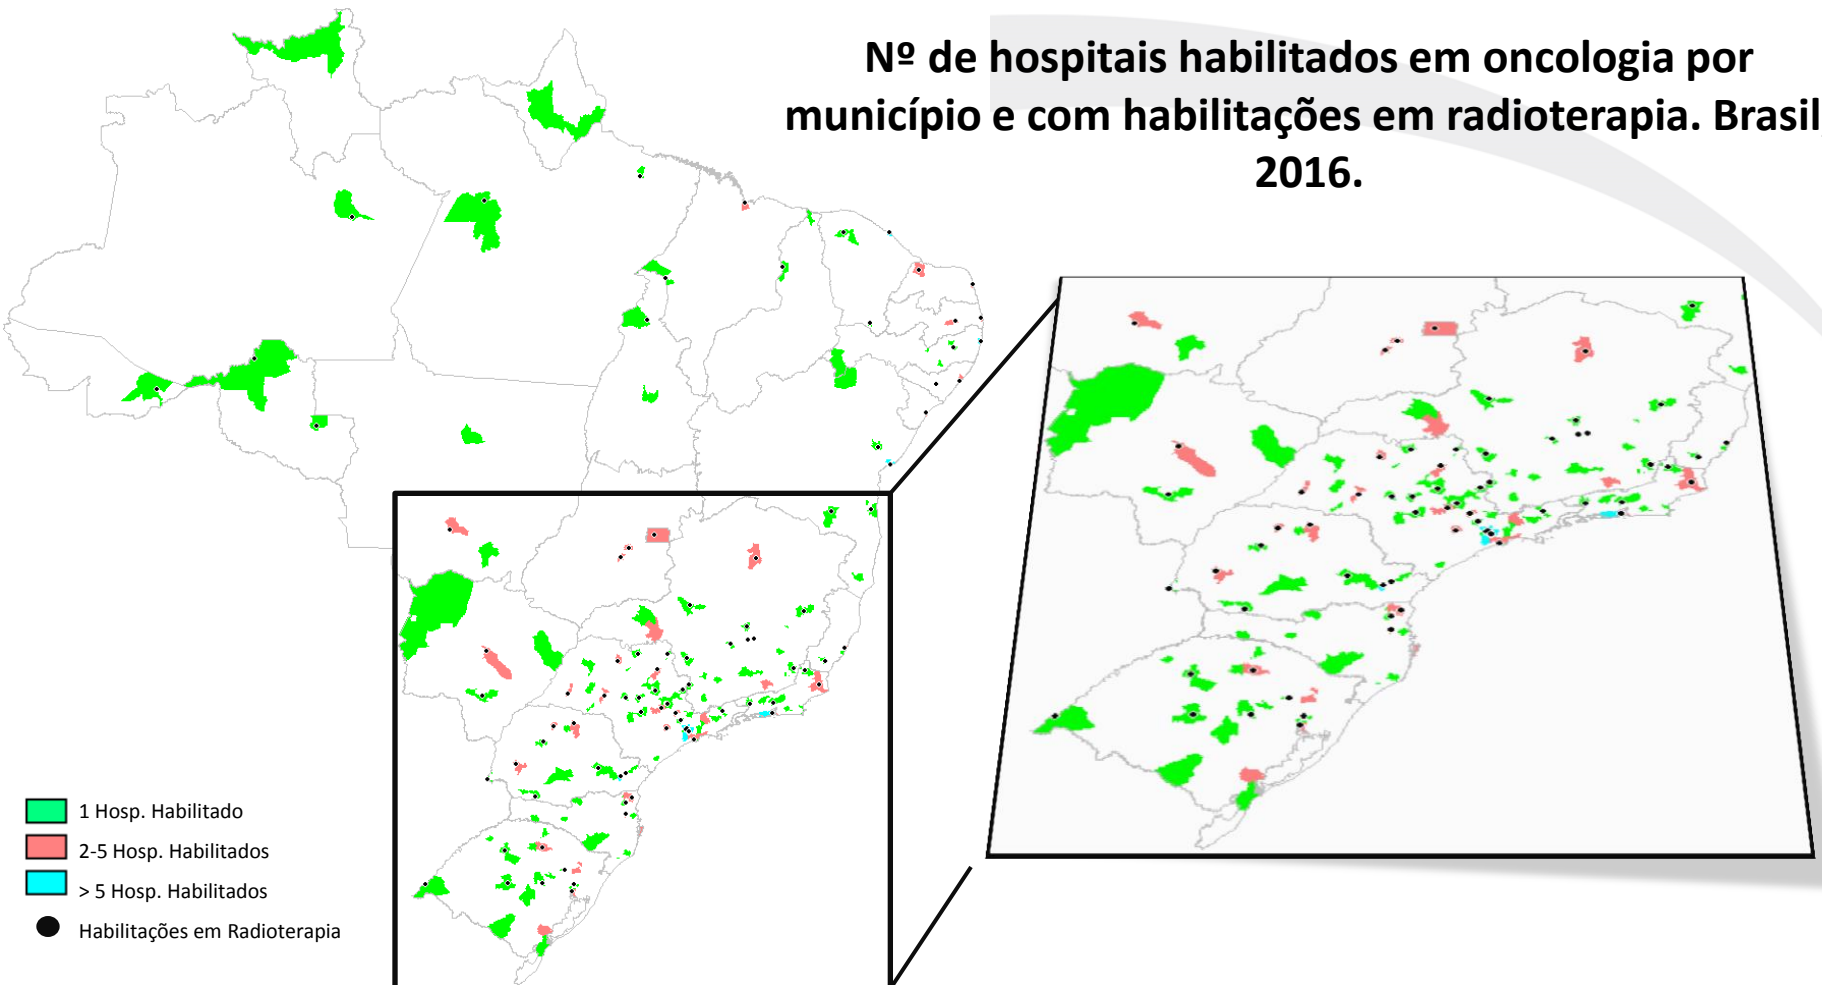 Nº de hospitais habilitados em oncologia por
município e com habilitações em radioterapia. Brasil,
2016.
1 Hosp. Habilitado
2-5 Hosp. Habilitados
> 5 Hosp. Habilitados
Habilitações em Radioterapia